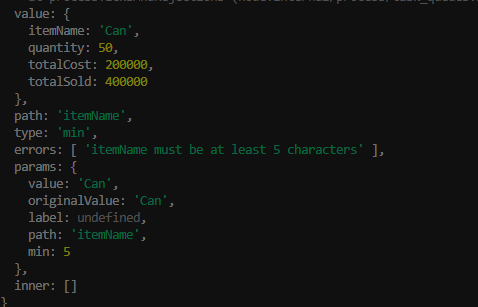 value: {
itemName: 'Can',
quantity: 50,
totalCost: 200000,
totalSold: 400000
},
path: 'itemName',
type: 'min',
errors: [ 'itemName must be at least 5 characters' ],
params: {
value: 'Can',
originalValue: 'Can',
label: undefined,
path: 'itemName',
min: 5
},
inner: []
}